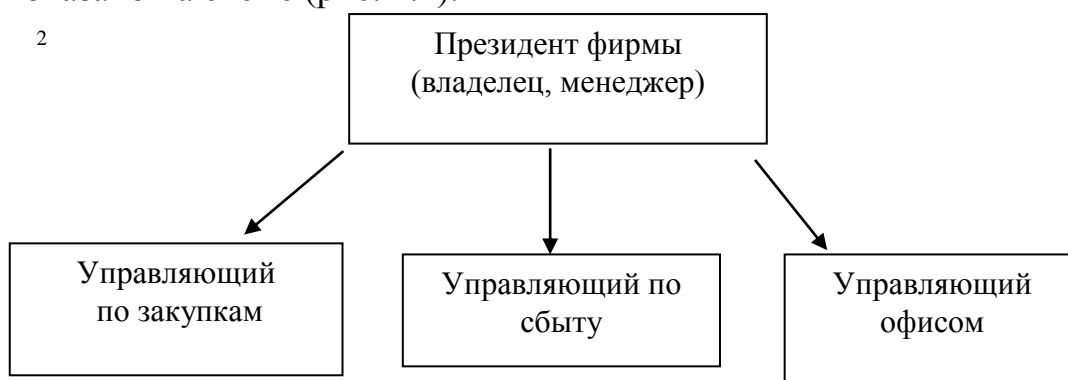 2
Президент фирмы
(владелец, менеджер)
Управляющий
по закупкам
Управляющий по
сбыту
Управляющий
офисом